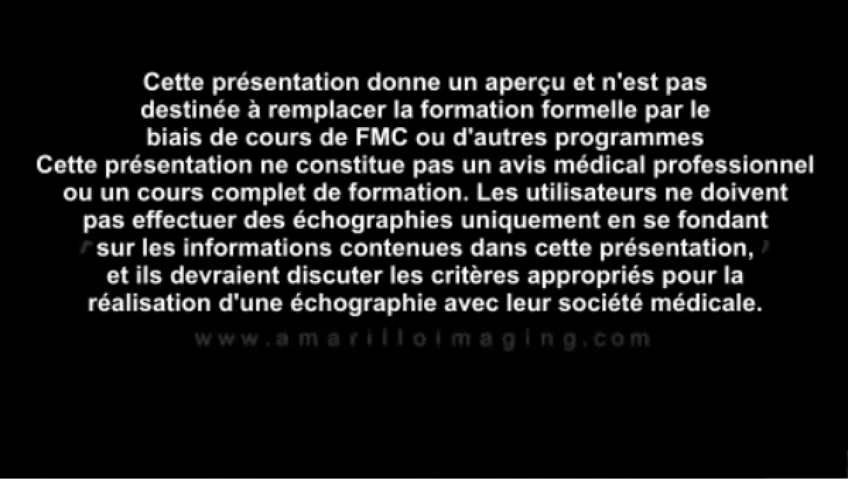 Cette présentation donne un aperçu et n'est pas
destinée à remplacer la formation formelle par le
biais de cours de FMC ou d'autres programmes
Cette présentation ne constitue pas un avis médical professionnel
ou un cours complet de formation. Les utilisateurs ne doivent
pas effectuer des échographies uniquement en se fondant
sur les informations contenues dans cette présentation,
et ils devraient discuter les critères appropriés pour la
réalisation d'une échographie avec leur société médicale.
www.amarilloimaging.com